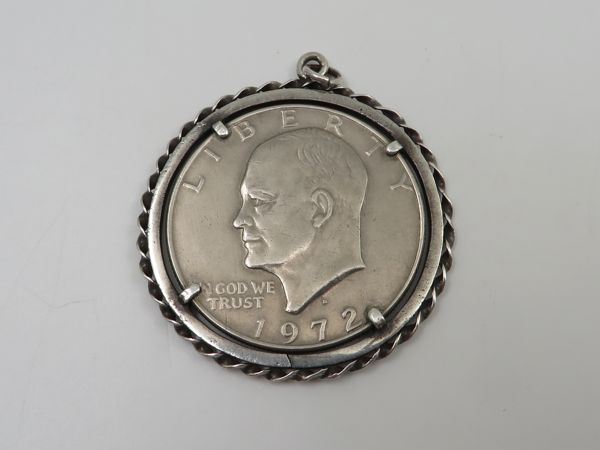 LIBERTY
IN GOD WE
TRUST
1972